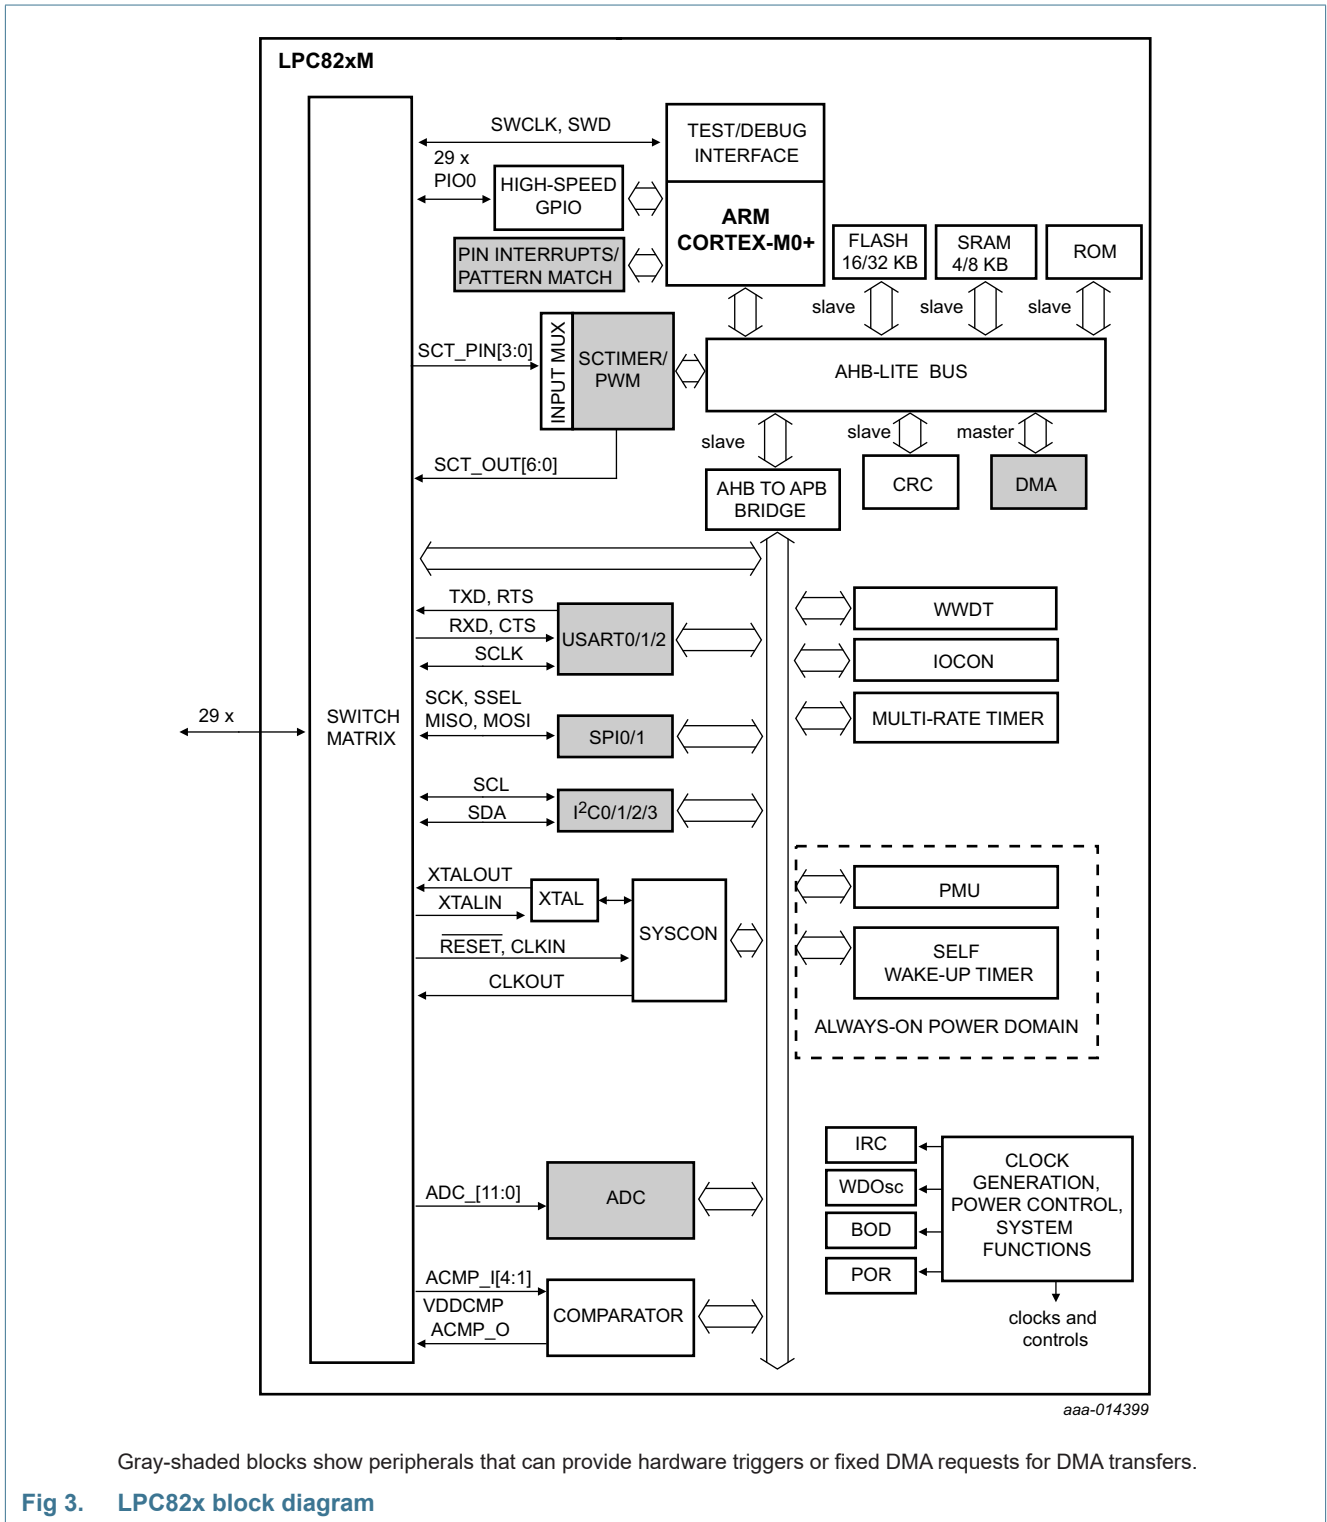 LPC82xM
SWCLK, SWD
TEST/DEBUG
INTERFACE
29 x
PIO0
HIGH-SPEED
GPIO
ARM
CORTEX-M0+
PIN INTERRUPTS/
PATTERN MATCH
FLASH
16/32 KB
SRAM
4/8 KB
ROM
slave
slave
slave
SCT_PIN[3:0]
INPUT MUX
SCTIMER/
PWM
AHB-LITE BUS
slave
slave
master
SCT_OUT[6:0]
AHB TO APB
BRIDGE
CRC
DMA
TXD, RTS
RXD, CTS
SCLK
USART0/1/2
WWDT
IOCON
MULTI-RATE TIMER
SCK, SSEL
MISO, MOSI
SPI0/1
29 x
SWITCH
MATRIX
SCL
SDA
I2C0/1/2/3
XTALOUT
XTALIN
XTAL
SYSCON
RESET, CLKIN
CLKOUT
PMU
SELF
WAKE-UP TIMER
ALWAYS-ON POWER DOMAIN
ADC_[11:0]
ADC
IRC
WDOsc
BOD
POR
CLOCK
GENERATION,
POWER CONTROL,
SYSTEM
FUNCTIONS
clocks and
controls
ACMP_I[4:1]
VDDCMP
ACMP_O
COMPARATOR
aaa-014399
Gray-shaded blocks show peripherals that can provide hardware triggers or fixed DMA requests for DMA transfers.
Fig 3. LPC82x block diagram